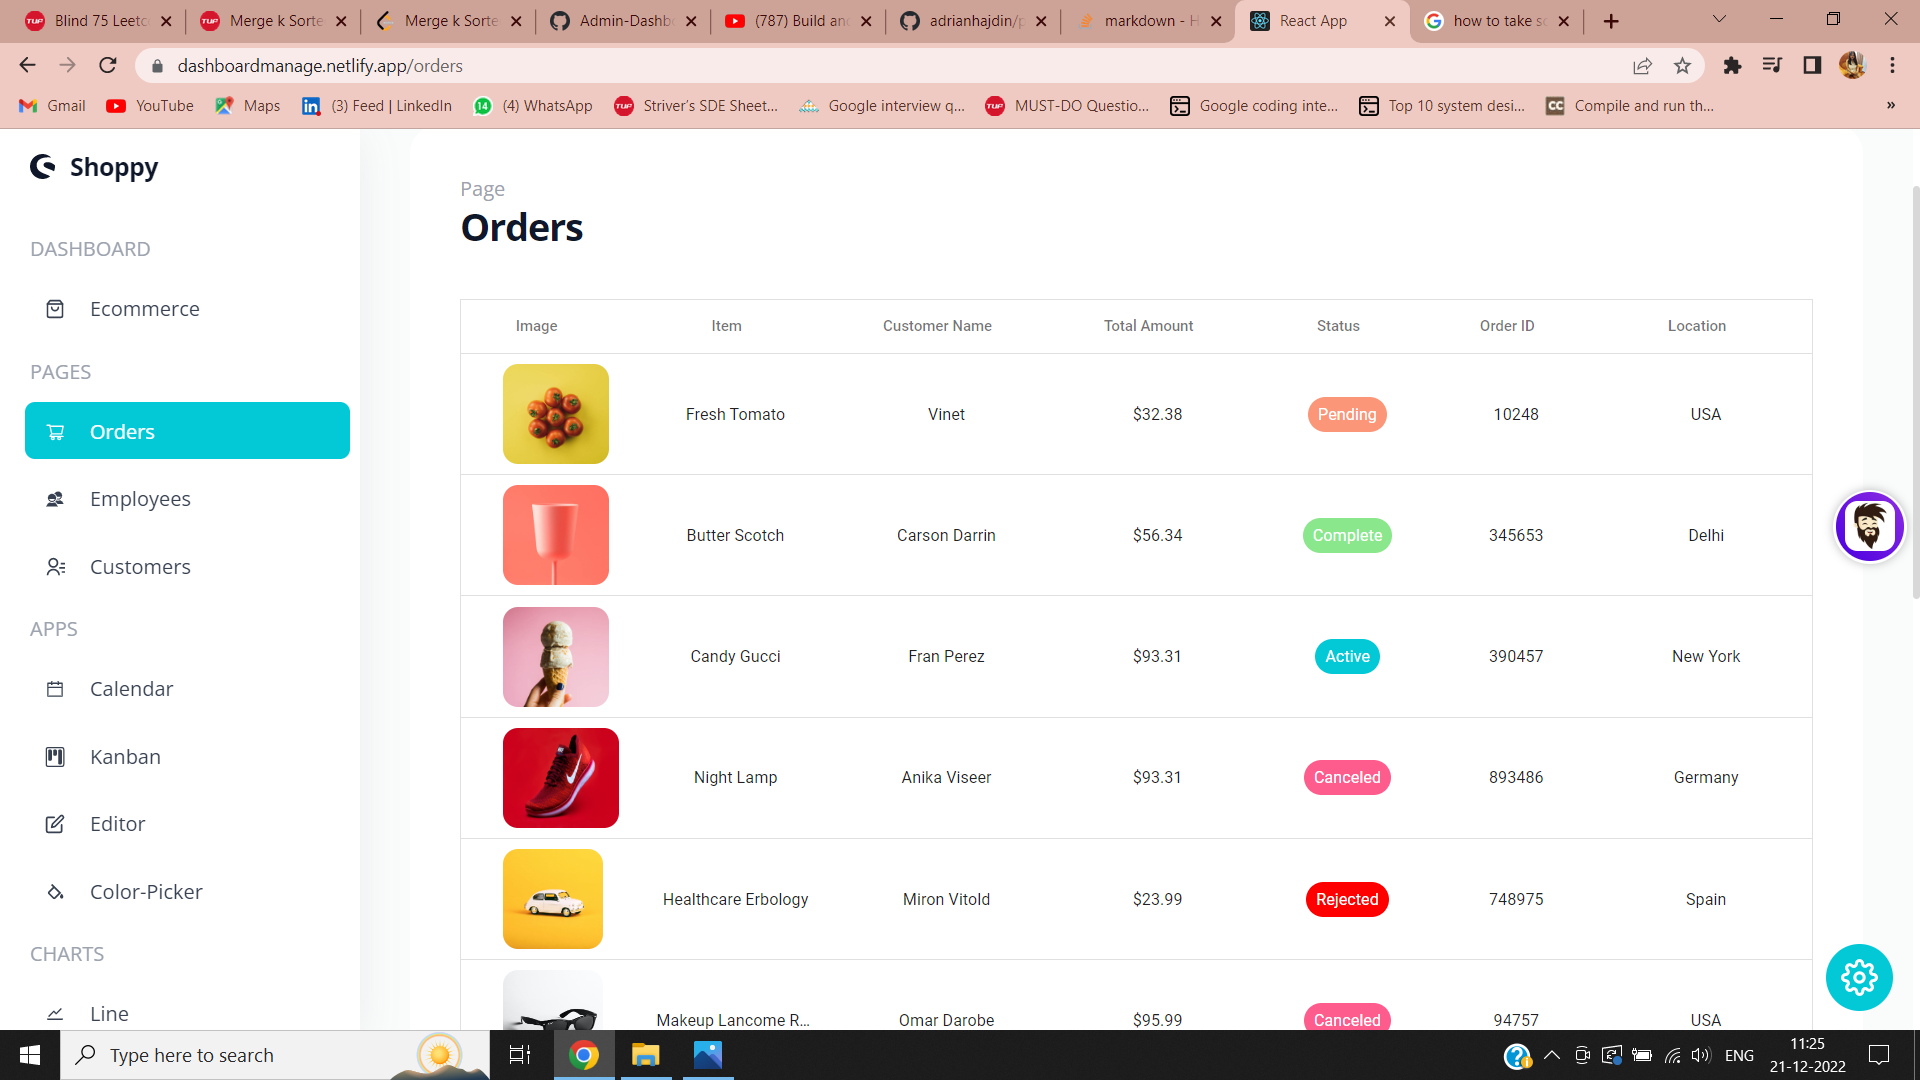 Blind 75 Leetc
Merge k Sorte
Merge k Sorte
Admin-Dashb
(787) Build an
adrianhajdin/p
markdown - H
React App
how to take s
dashboardmanage.netlify.app/orders
Gmail
YouTube
Maps
(3) Feed | LinkedIn
14
(4) WhatsApp
TUF
Striver's SDE Sheet...
Google interview q...
TUF
MUST-DO Questio...
Google coding inte...
Top 10 system desi...
CC
Compile and run th...
»
Shoppy
DASHBOARD
Ecommerce
PAGES
Orders
Employees
Customers
APPS
Calendar
Kanban
Editor
Color-Picker
CHARTS
Line
Page
Orders
Image Item Customer Name Total Amount Status Order ID Location
Fresh Tomato Vinet $32.38 Pending 10248 USA
Butter Scotch Carson Darrin $56.34 Complete 345653 Delhi
Candy Gucci Fran Perez $93.31 Active 390457 New York
Night Lamp Anika Viseer $93.31 Canceled 893486 Germany
Healthcare Erbology Miron Vitold $23.99 Rejected 748975 Spain
Makeup Lancome R... Omar Darobe $95.99 Canceled 94757 USA
Type here to search
ENG
11:25
21-12-2022